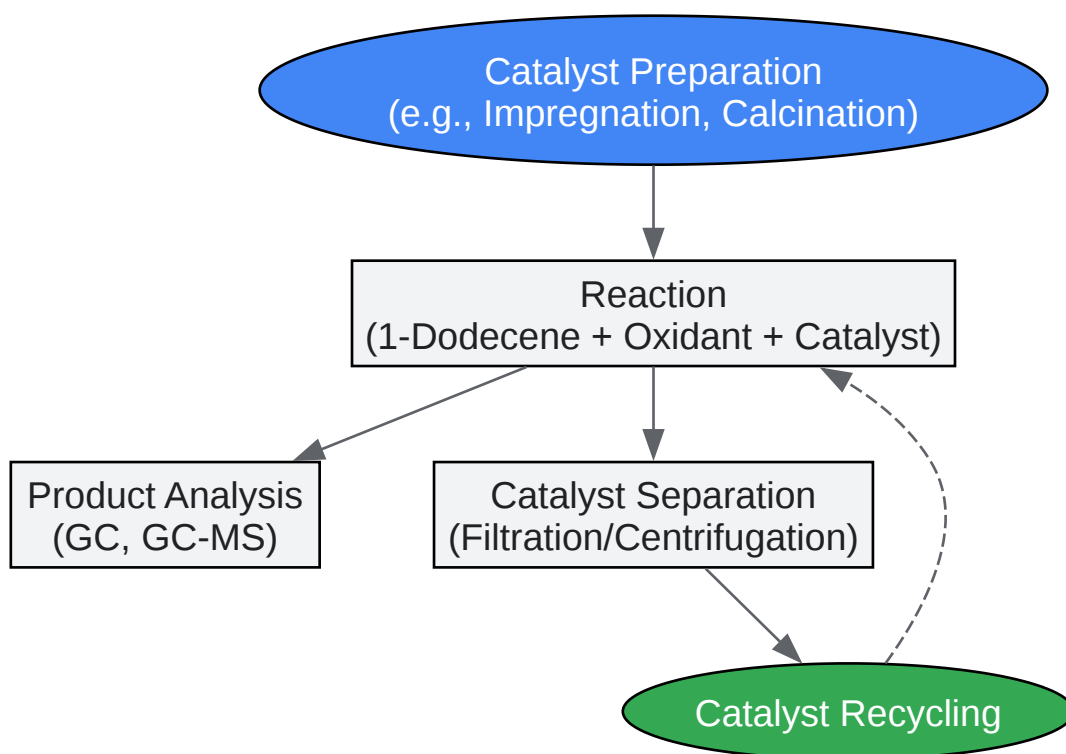 Catalyst Preparation
(e.g., Impregnation, Calcination)
Reaction
(1-Dodecene + Oxidant + Catalyst)
Product Analysis
(GC, GC-MS)
Catalyst Separation
(Filtration/Centrifugation)
Catalyst Recycling